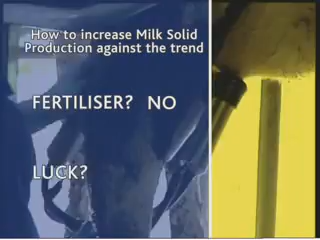 How to increase Milk Solid
Production against the trend
FERTILISER? NO
LUCK?